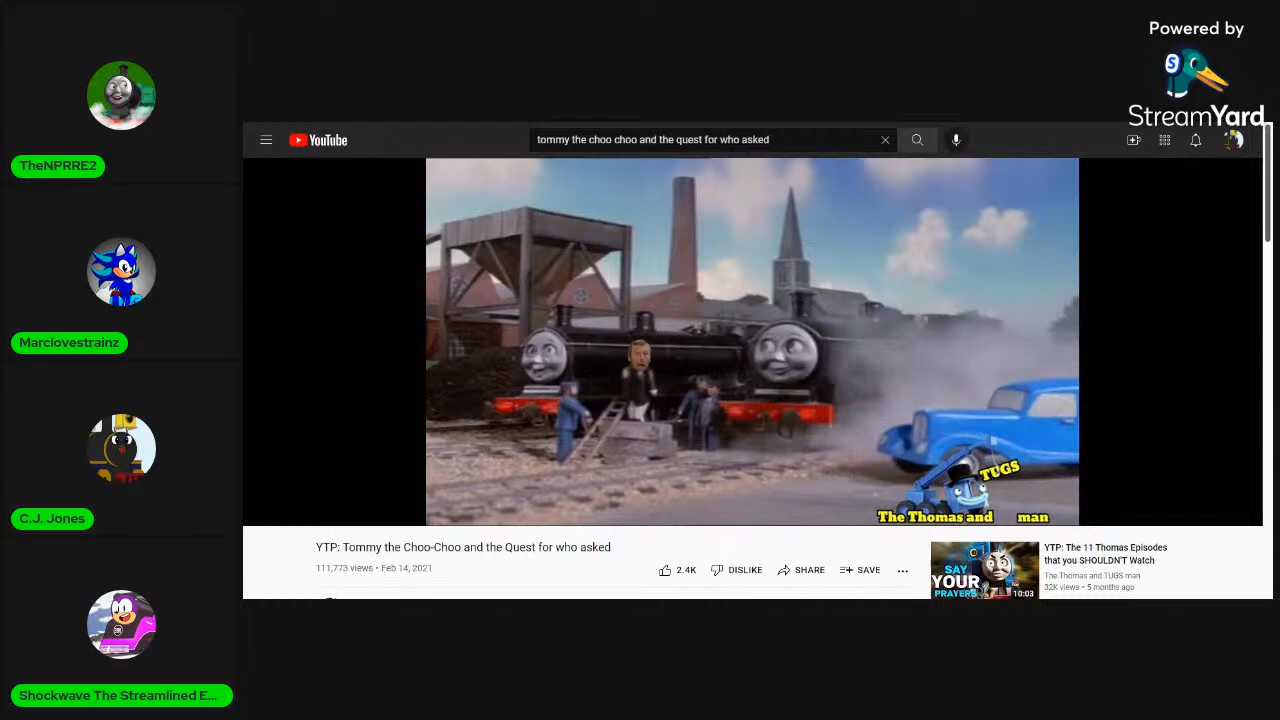 Powered by
StreamYard
TheNPRRE2
Marclovestrainz
C.J. Jones
Shockwave The Streamlined E...
YouTube
tommy the choo choo and the quest for who asked
TUGS
The Thomas and man
YTP: Tommy the Choo-Choo and the Quest for who asked
111,773 views • Feb 14, 2021
2.4K DISLIKE SHARE SAVE ...
SAY
YOUR
PRAYERS
10:03
YTP: The 11 Thomas Episodes
that you SHOULDN'T Watch
The Thomas and TUGS man
32K views • 5 months ago